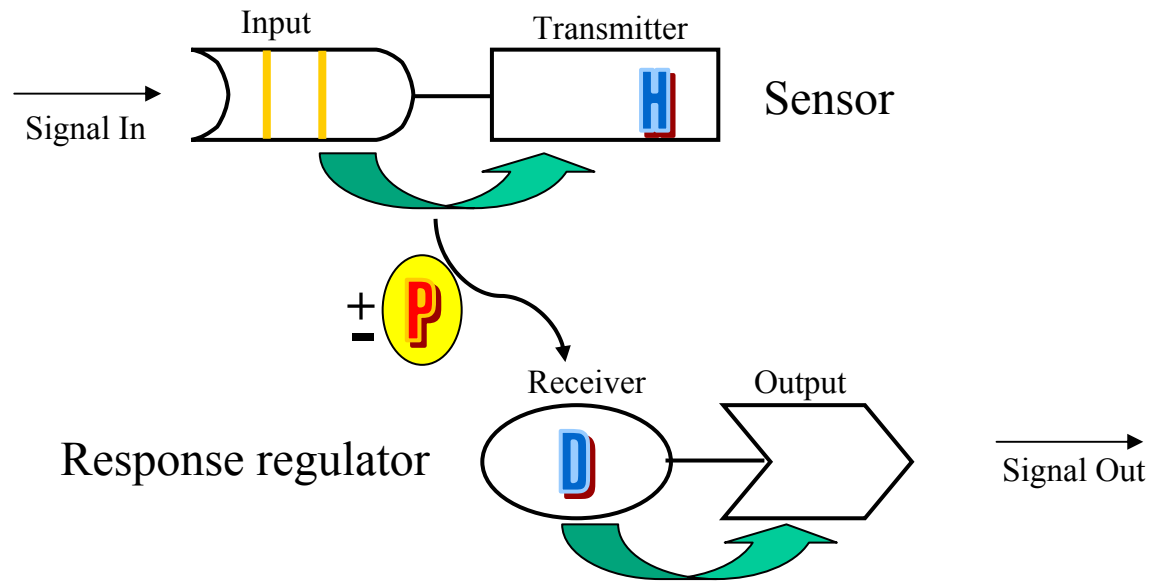 Input
Transmitter
H
Sensor
Signal In
+
-
P
Receiver
Output
Response regulator
D
Signal Out